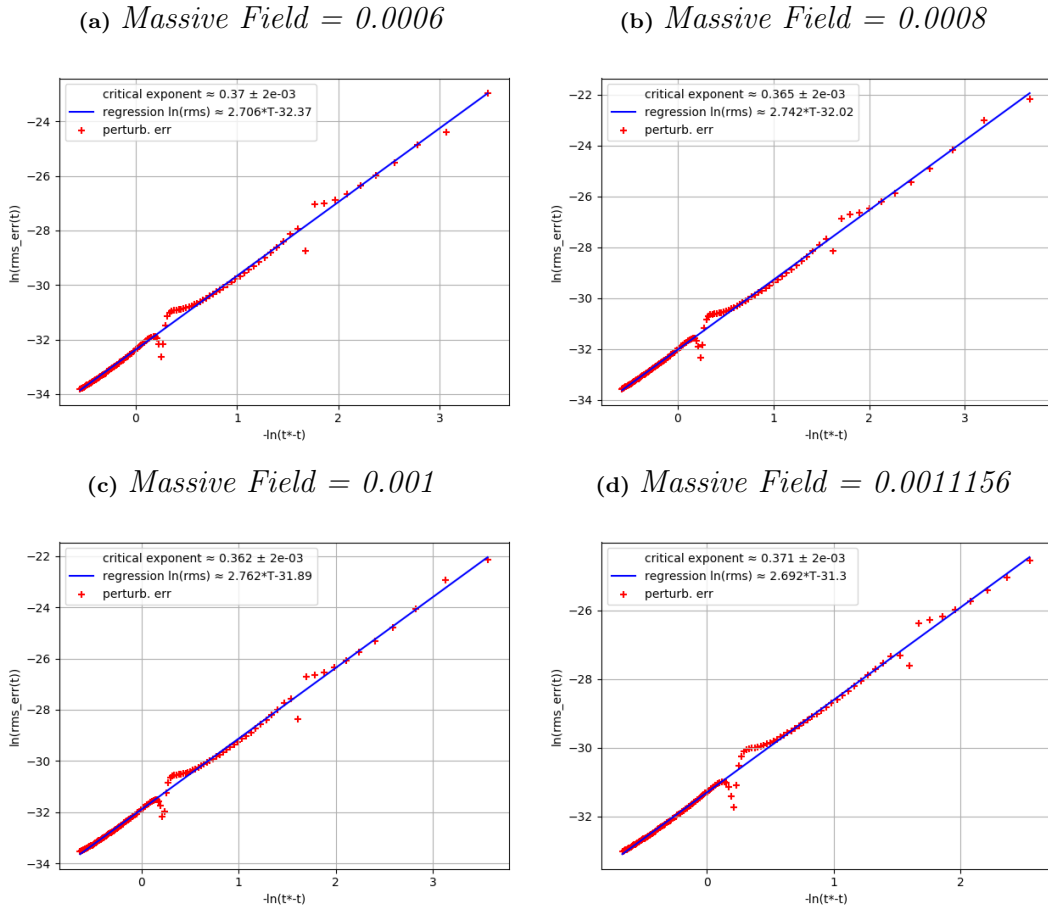 (a) Massive Field = 0.0006
critical exponent ≈ 0.37 ± 2e-03
regression ln(rms) ≈ 2.706*T-32.37
perturb. err
ln(rms_err(t))
−24
−26
−28
−30
−32
−34
0 1 2 3
-ln(t*-t)
(b) Massive Field = 0.0008
critical exponent ≈ 0.365 ± 2e-03
regression ln(rms) ≈ 2.742*T-32.02
perturb. err
ln(rms_err(t))
−22
−24
−26
−28
−30
−32
−34
0 1 2 3
-ln(t*-t)
(c) Massive Field = 0.001
critical exponent ≈ 0.362 ± 2e-03
regression ln(rms) ≈ 2.762*T-31.89
perturb. err
ln(rms_err(t))
−22
−24
−26
−28
−30
−32
−34
0 1 2 3
-ln(t*-t)
(d) Massive Field = 0.0011156
critical exponent ≈ 0.371 ± 2e-03
regression ln(rms) ≈ 2.692*T-31.3
perturb. err
ln(rms_err(t))
−26
−28
−30
−32
0 1 2
-ln(t*-t)